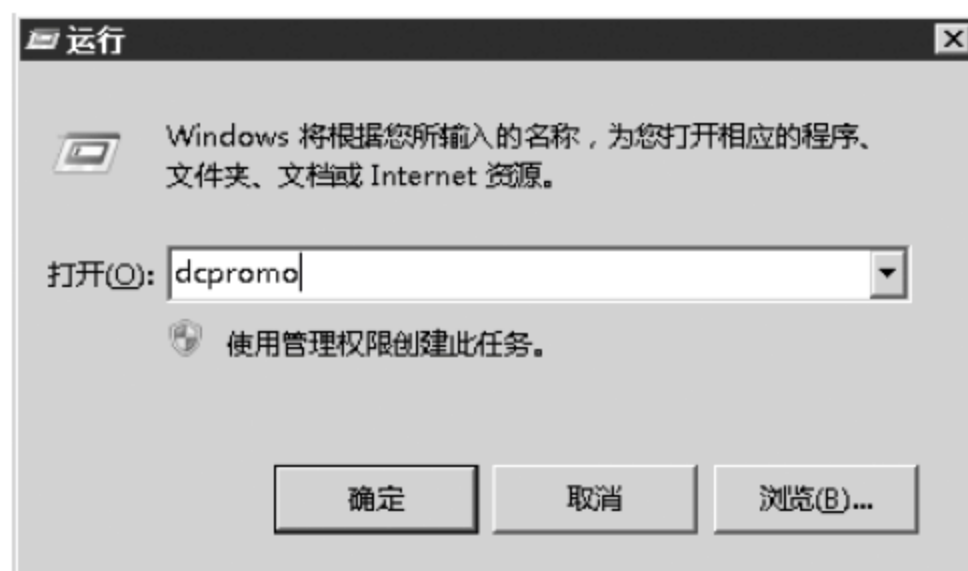 运行
Windows 将根据您所输入的名称，为您打开相应的程序、
文件夹、文档或 Internet 资源。
打开(O): dcpromo
使用管理权限创建此任务。
确定 取消 浏览(B)...